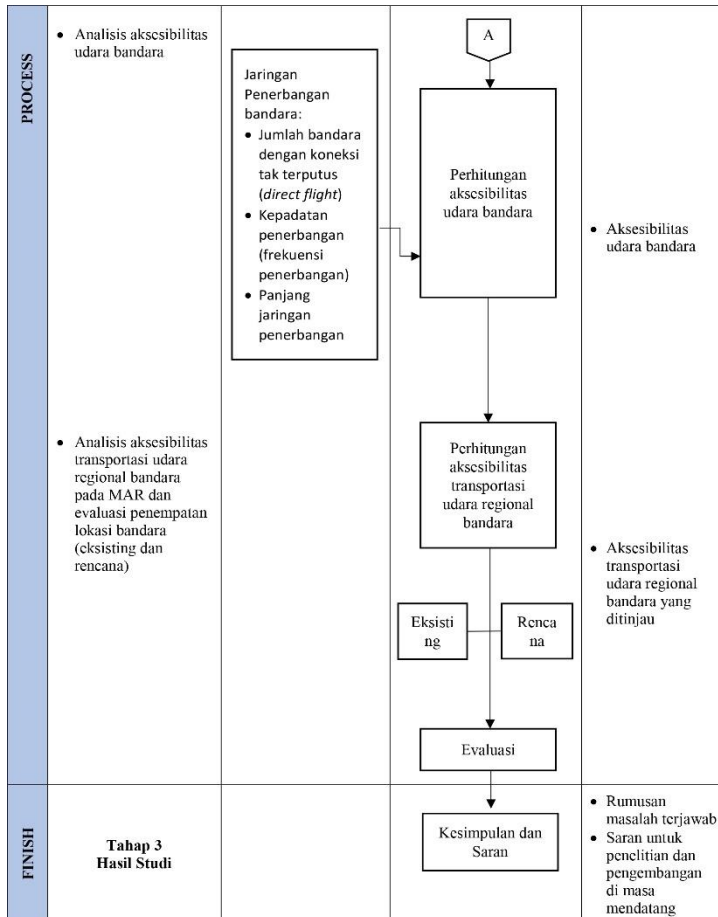 PROCESS
• Analisis aksesibilitas
udara bandara
Jaringan
Penerbangan
bandara:
• Jumlah bandara
dengan koneksi
tak terputus
(direct flight)
• Kepadatan
penerbangan
(frekuensi
penerbangan)
• Panjang
jaringan
penerbangan
A
Perhitungan
aksesibilitas
udara bandara
• Aksesibilitas
udara bandara
• Analisis aksesibilitas
transportasi udara
regional bandara
pada MAR dan
evaluasi penempatan
lokasi bandara
(eksisting dan
rencana)
Perhitungan
aksesibilitas
transportasi
udara regional
bandara
• Aksesibilitas
transportasi
udara regional
bandara yang
ditinjau
Eksisti
ng
Renca
na
Evaluasi
FINISH
Tahap 3
Hasil Studi
Kesimpulan dan
Saran
• Rumusan
masalah terjawab
• Saran untuk
penelitian dan
pengembangan
di masa
mendatang